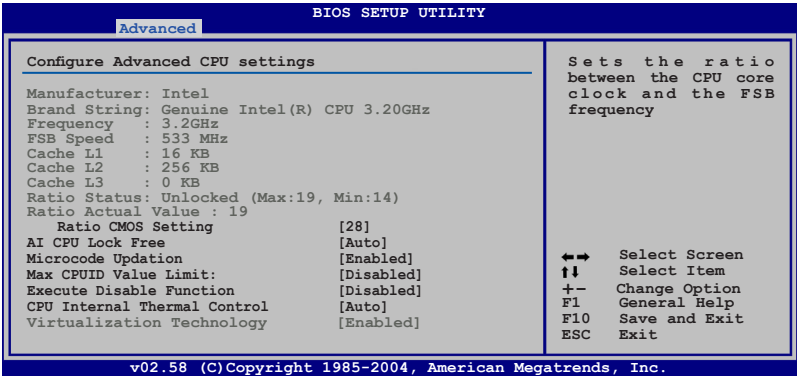 BIOS SETUP UTILITY
Advanced
Configure Advanced CPU settings
Manufacturer: Intel
Brand String: Genuine Intel(R) CPU 3.20GHz
Frequency : 3.2GHz
FSB Speed : 533 MHz
Cache L1 : 16 KB
Cache L2 : 256 KB
Cache L3 : 0 KB
Ratio Status: Unlocked (Max:19, Min:14)
Ratio Actual Value : 19
Ratio CMOS Setting [28]
AI CPU Lock Free [Auto]
Microcode Updation [Enabled]
Max CPUID Value Limit: [Disabled]
Execute Disable Function [Disabled]
CPU Internal Thermal Control [Auto]
Virtualization Technology [Enabled]
Sets the ratio
between the CPU core
clock and the FSB
frequency
←→ Select Screen
↑↓ Select Item
+- Change Option
F1 General Help
F10 Save and Exit
ESC Exit
v02.58 (C)Copyright 1985-2004, American Megatrends, Inc.